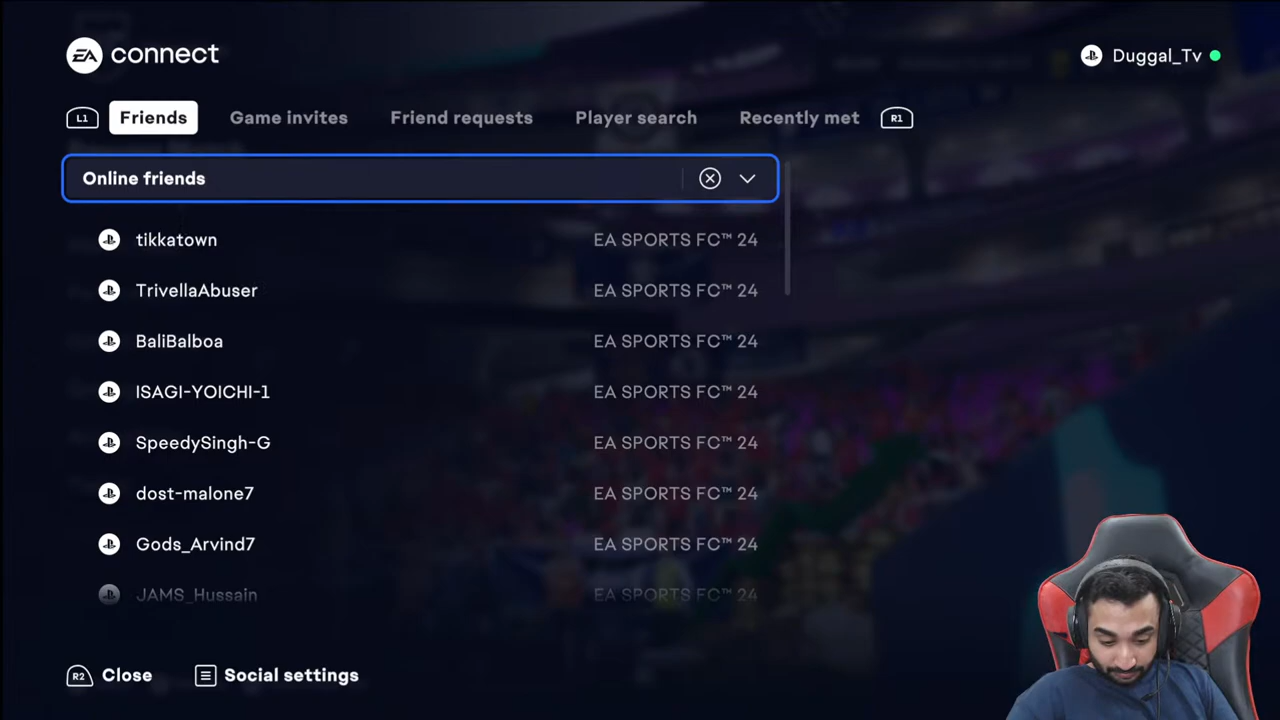 EA connect
Duggal_Tv
L1 Friends Game invites Friend requests Player search Recently met R1
Online friends
tikkatown EA SPORTS FC™ 24
TrivellaAbuser EA SPORTS FC™ 24
BaliBalboa EA SPORTS FC™ 24
ISAGI-YOICHI-1 EA SPORTS FC™ 24
SpeedySingh-G EA SPORTS FC™ 24
dost-malone7 EA SPORTS FC™ 24
Gods_Arvind7 EA SPORTS FC™ 24
JAMS_Hussain EA SPORTS FC™ 24
R2 Close Social settings